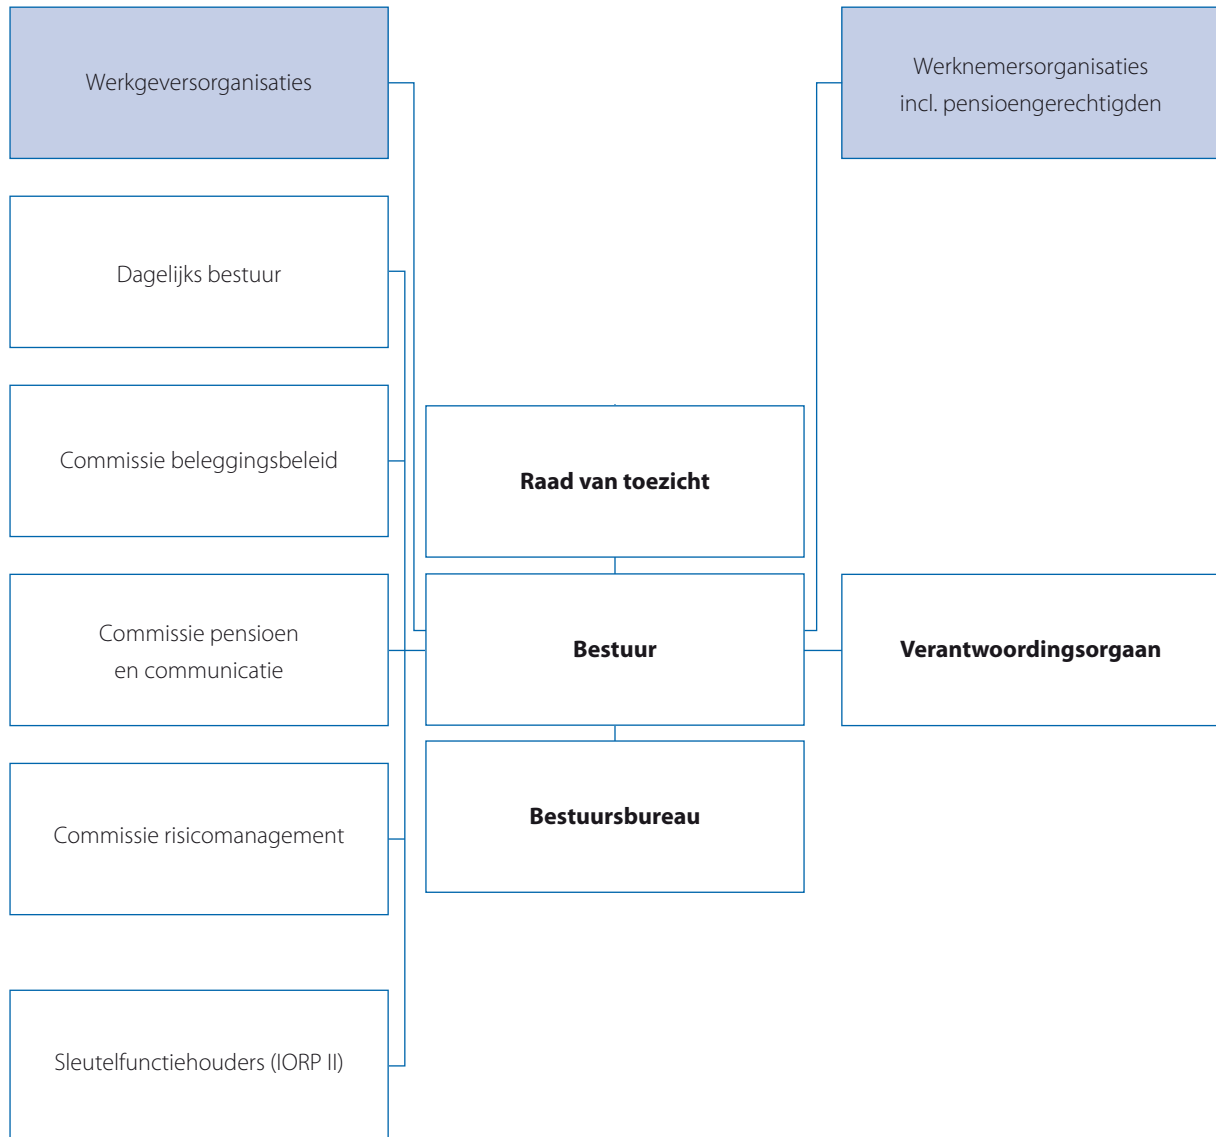 Werkgeversorganisaties
Werknemersorganisaties
incl. pensioengerechtigden
Dagelijks bestuur
Commissie beleggingsbeleid
Raad van toezicht
Commissie pensioen
en communicatie
Bestuur
Verantwoordingsorgaan
Commissie risicomanagement
Bestuursbureau
Sleutelfunctiehouders (IORP II)